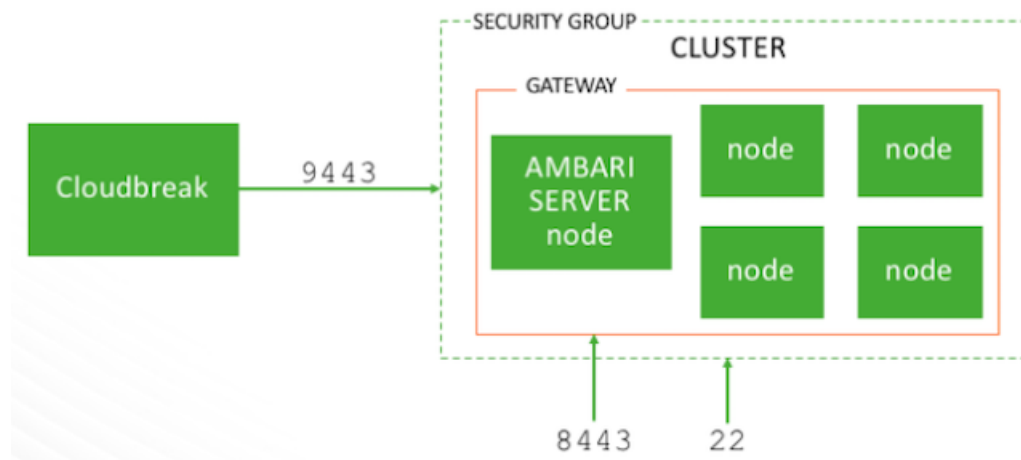 SECURITY GROUP
CLUSTER
GATEWAY
Cloudbreak
9443
AMBARI
SERVER
node
node
node
node
node
8443
22